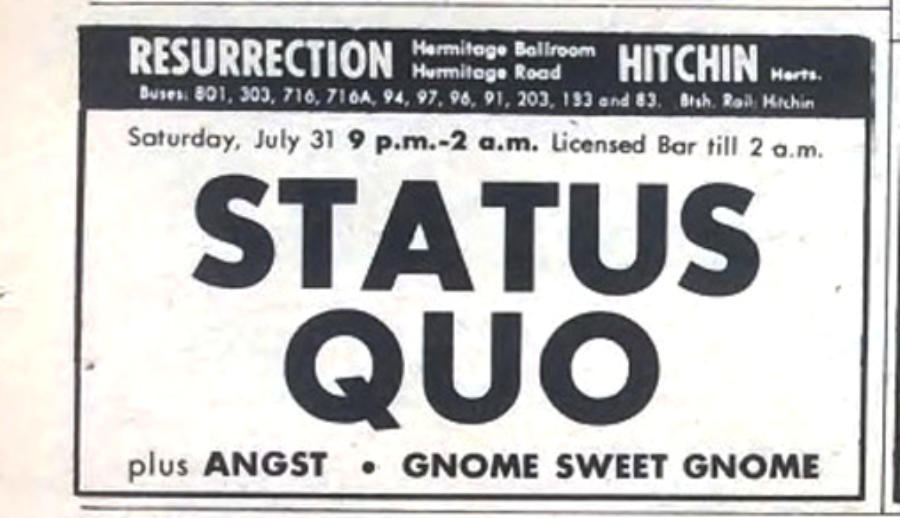 RESURRECTION Hermitage Ballroom Hermitage Road HITCHIN Herts.
Buses: 801, 303, 716, 716A, 94, 97, 96, 91, 203, 183 and 83. Btsh. Rail: Hitchin
Saturday, July 31 9 p.m.-2 a.m. Licensed Bar till 2 a.m.
STATUS
QUO
plus ANGST • GNOME SWEET GNOME